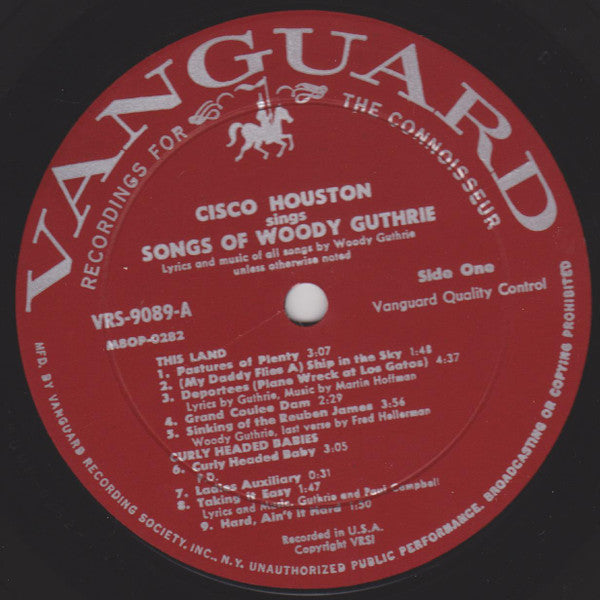 VANGUARD
RECORDINGS FOR THE CONNOISSEUR
CISCO HOUSTON
sings
SONGS OF WOODY GUTHRIE
Lyrics and music of all songs by Woody Guthrie
unless otherwise noted
Side One
VRS-9089-A
Vanguard Quality Control
M8OP-0282
THIS LAND
1. Pastures of Plenty 3:07
2. (My Daddy Flies A) Ship in the Sky 1:48
3. Deportees (Plane Wreck at Los Gatos) 4:37
Lyrics by Guthrie, Music by Martin Hoffman
4. Grand Coulee Dam 2:29
5. Sinking of the Reuben James 3:56
Woody Guthrie, last verse by Fred Hellerman
CURLY HEADED BABIES
6. Curly Headed Baby 3:05
P.D.
7. Ladies Auxiliary 0:31
8. Taking it Easy 1:47
Lyrics and Music, Guthrie and Paul Campbell
9. Hard, Ain't it Hard 1:50
Recorded in U.S.A.
Copyright VRS!
MFD. BY VANGUARD RECORDING SOCIETY, INC., N.Y. UNAUTHORIZED PUBLIC PERFORMANCE, BROADCASTING OR COPYING PROHIBITED